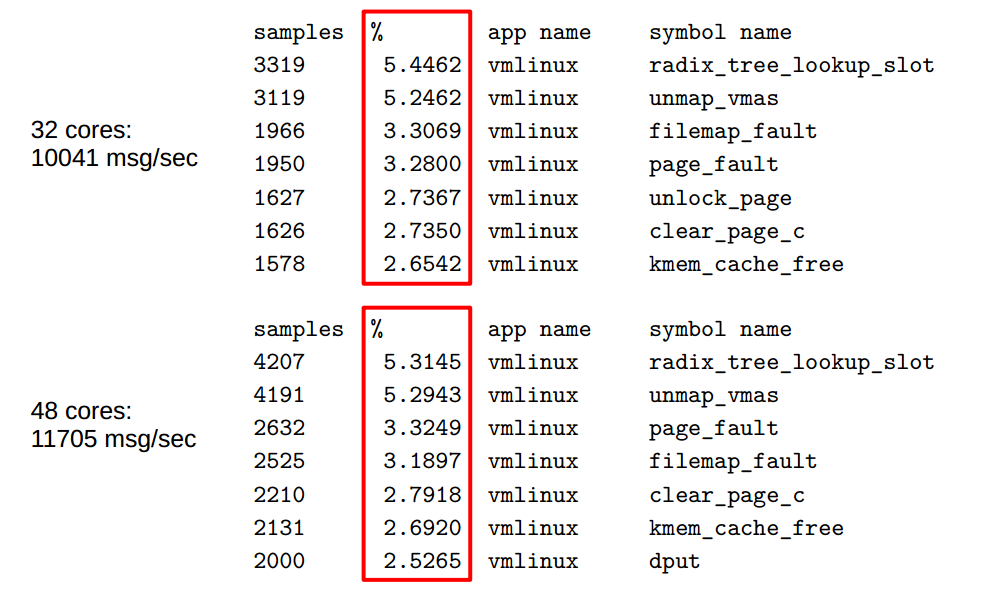 samples % app name symbol name
3319 5.4462 vmlinux radix_tree_lookup_slot
3119 5.2462 vmlinux unmap_vmas
1966 3.3069 vmlinux filemap_fault
1950 3.2800 vmlinux page_fault
1627 2.7367 vmlinux unlock_page
1626 2.7350 vmlinux clear_page_c
1578 2.6542 vmlinux kmem_cache_free
32 cores:
10041 msg/sec
samples % app name symbol name
4207 5.3145 vmlinux radix_tree_lookup_slot
4191 5.2943 vmlinux unmap_vmas
2632 3.3249 vmlinux page_fault
2525 3.1897 vmlinux filemap_fault
2210 2.7918 vmlinux clear_page_c
2131 2.6920 vmlinux kmem_cache_free
2000 2.5265 vmlinux dput
48 cores:
11705 msg/sec